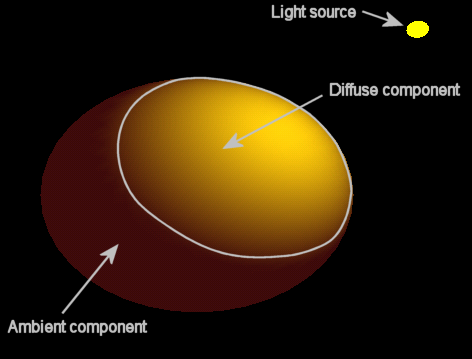 Light source
Diffuse component
Ambient component